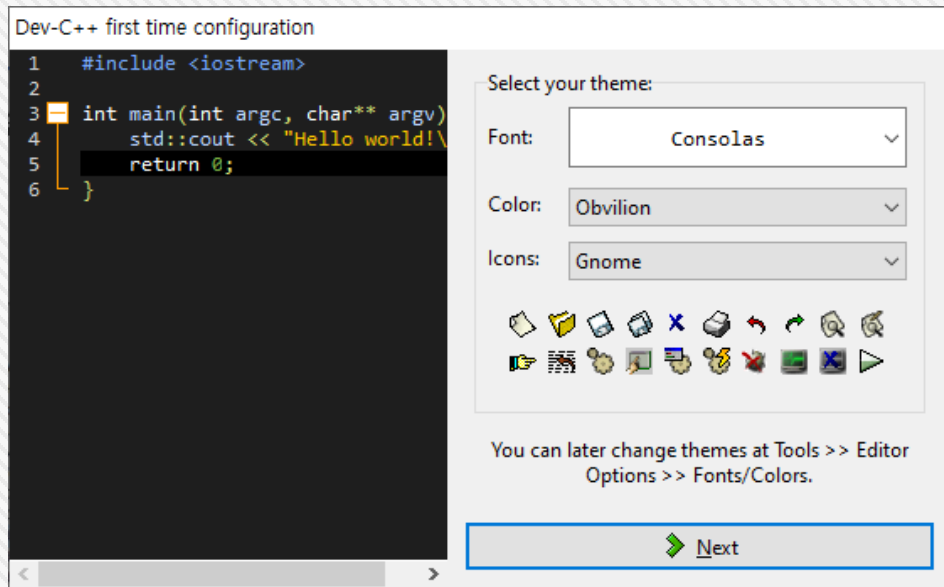 Dev-C++ first time configuration
1 #include <iostream>
2
3 int main(int argc, char** argv)
4 std::cout << "Hello world!\
5 return 0;
6 }
Select your theme:
Font: Consolas
Color: Obvilion
Icons: Gnome
You can later change themes at Tools >> Editor
Options >> Fonts/Colors.
Next